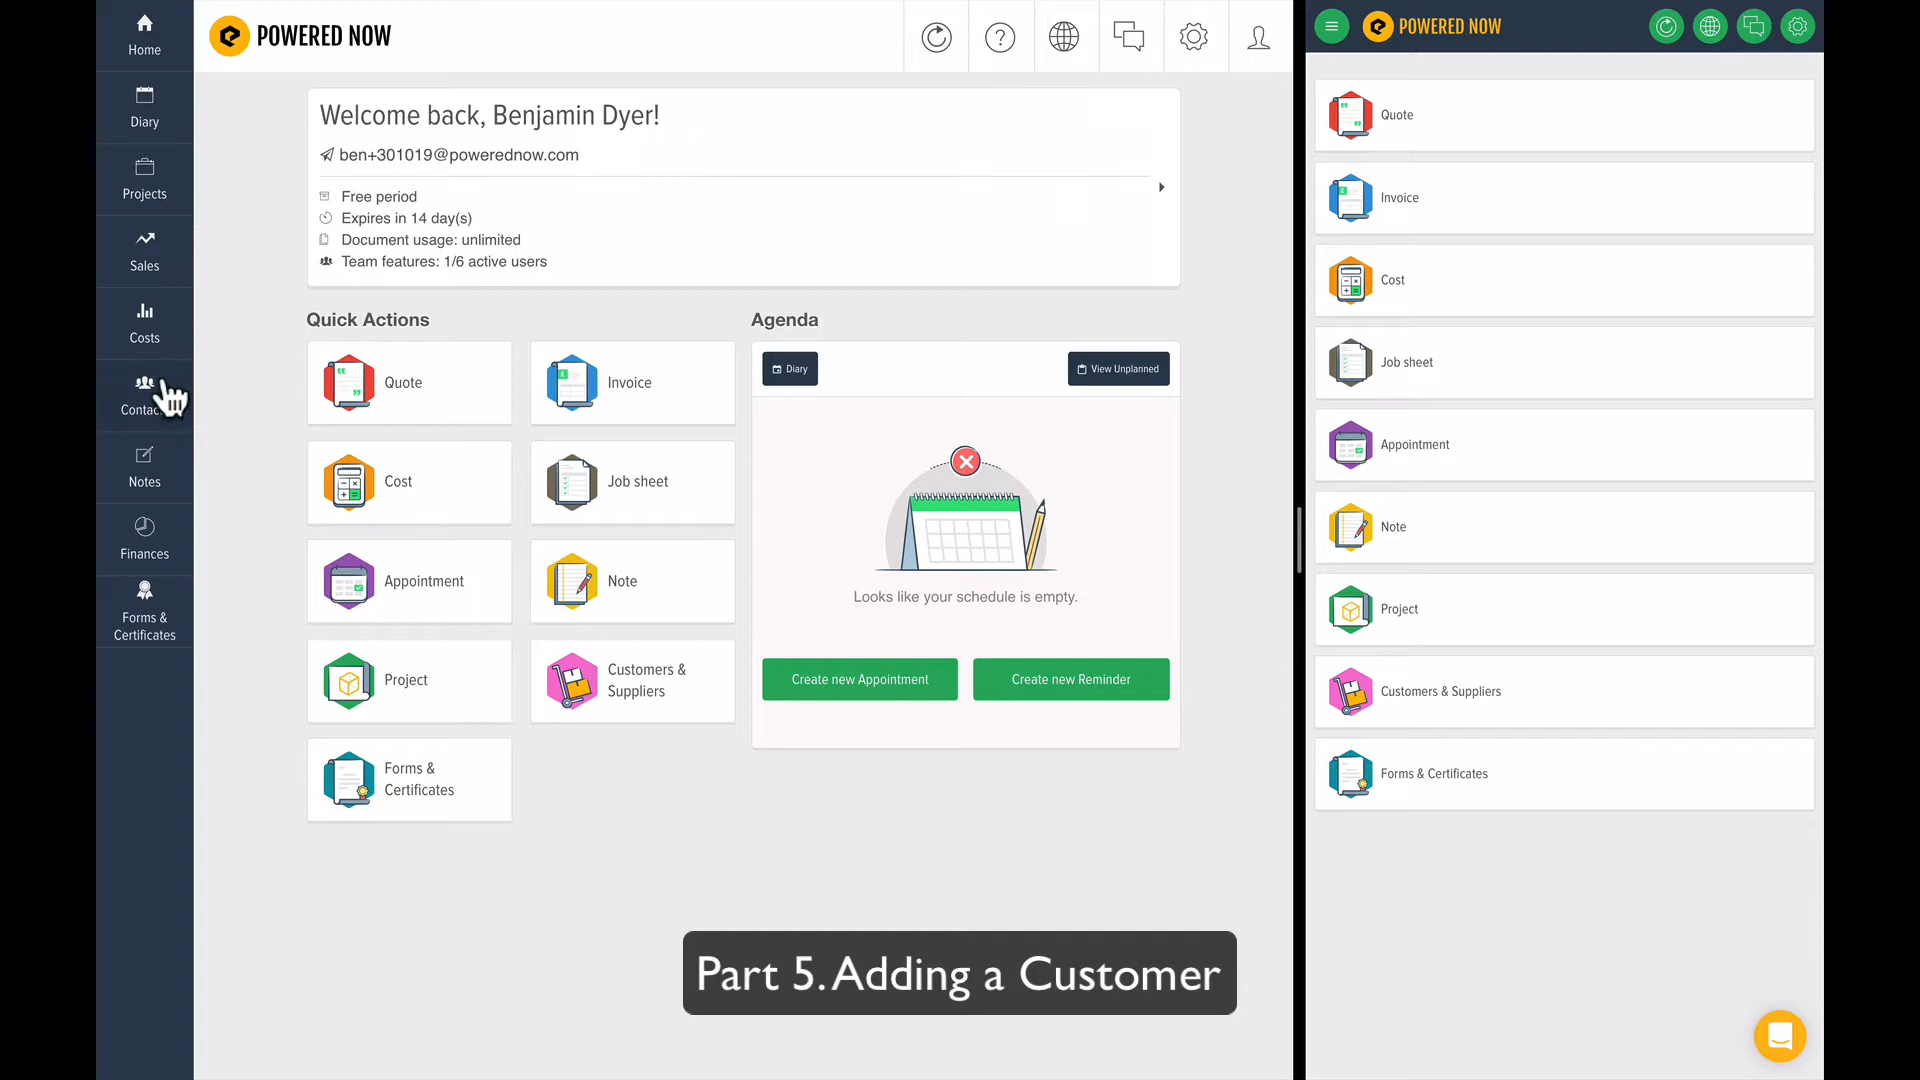 Home
Diary
Projects
Sales
Costs
Contac
Notes
Finances
Forms &
Certificates
POWERED NOW
Welcome back, Benjamin Dyer!
ben+301019@powerednow.com
Free period
Expires in 14 day(s)
Document usage: unlimited
Team features: 1/6 active users
Quick Actions
Quote
Invoice
Cost
Job sheet
Appointment
Note
Project
Customers &
Suppliers
Forms &
Certificates
Agenda
Diary
View Unplanned
Looks like your schedule is empty.
Create new Appointment
Create new Reminder
Part 5. Adding a Customer
POWERED NOW
Quote
Invoice
Cost
Job sheet
Appointment
Note
Project
Customers & Suppliers
Forms & Certificates